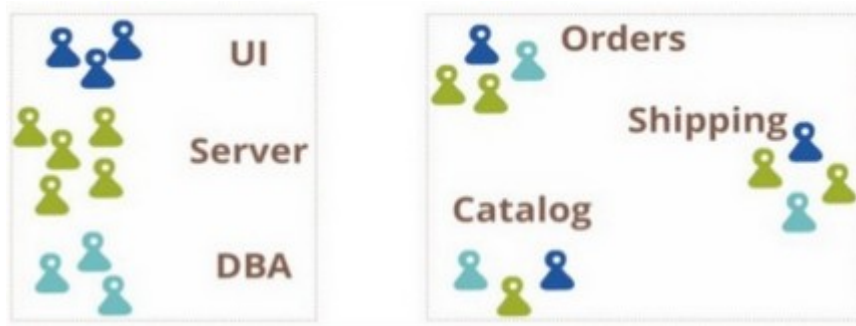 UI
Server
DBA
Orders
Shipping
Catalog